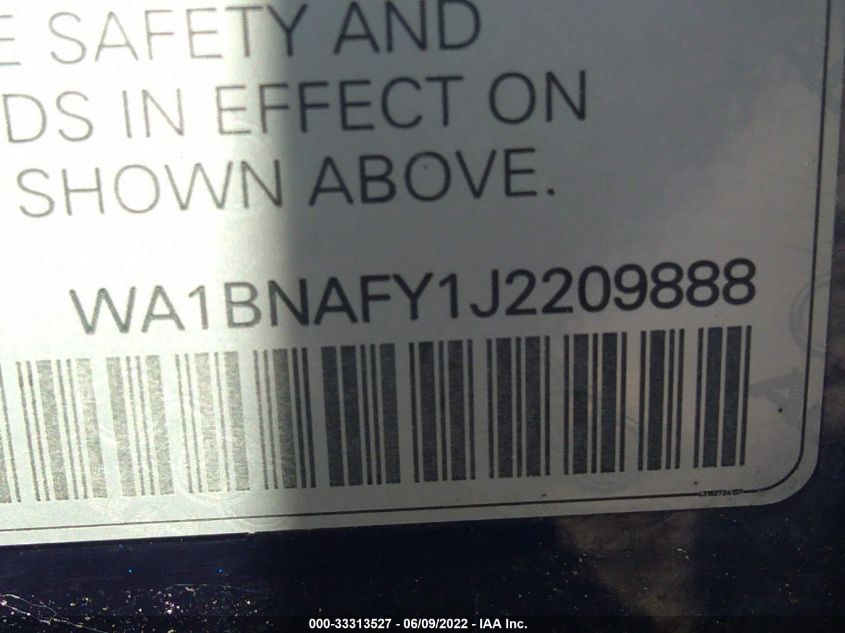 E SAFETY AND
DS IN EFFECT ON
SHOWN ABOVE.
WA1BNAFY1J2209888
000-33313527 - 06/09/2022 - IAA Inc.